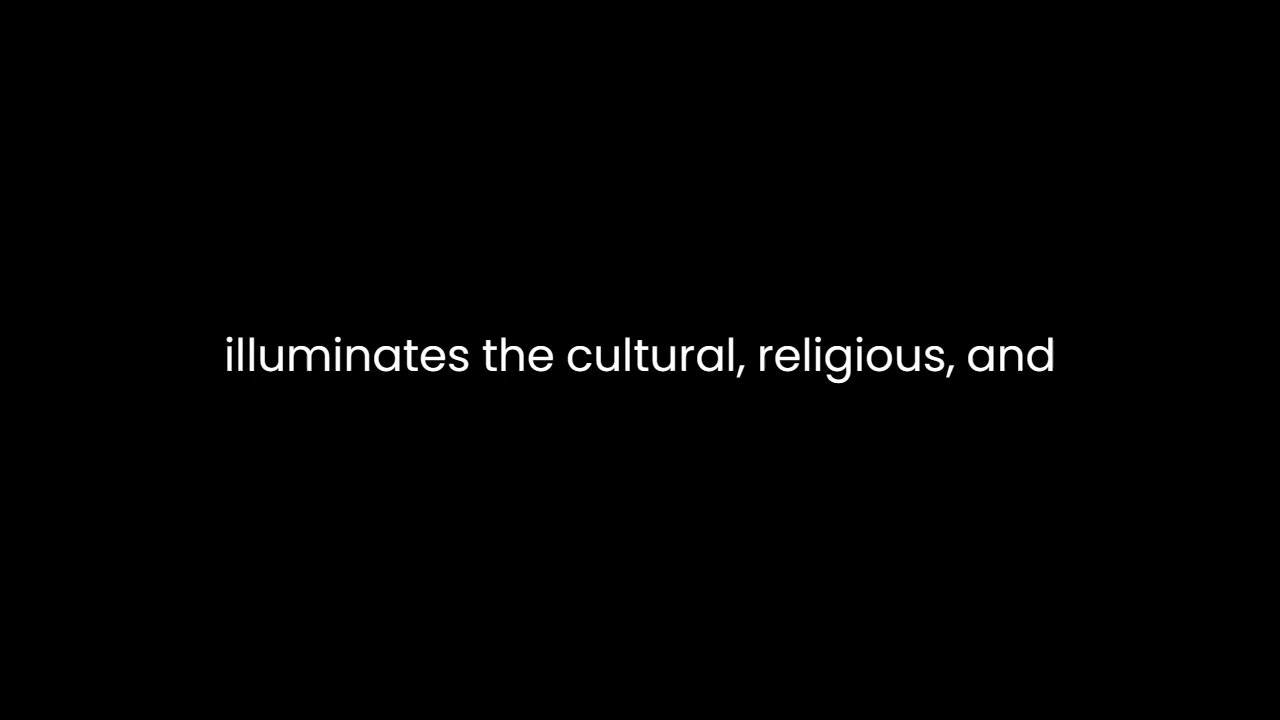 illuminates the cultural, religious, and